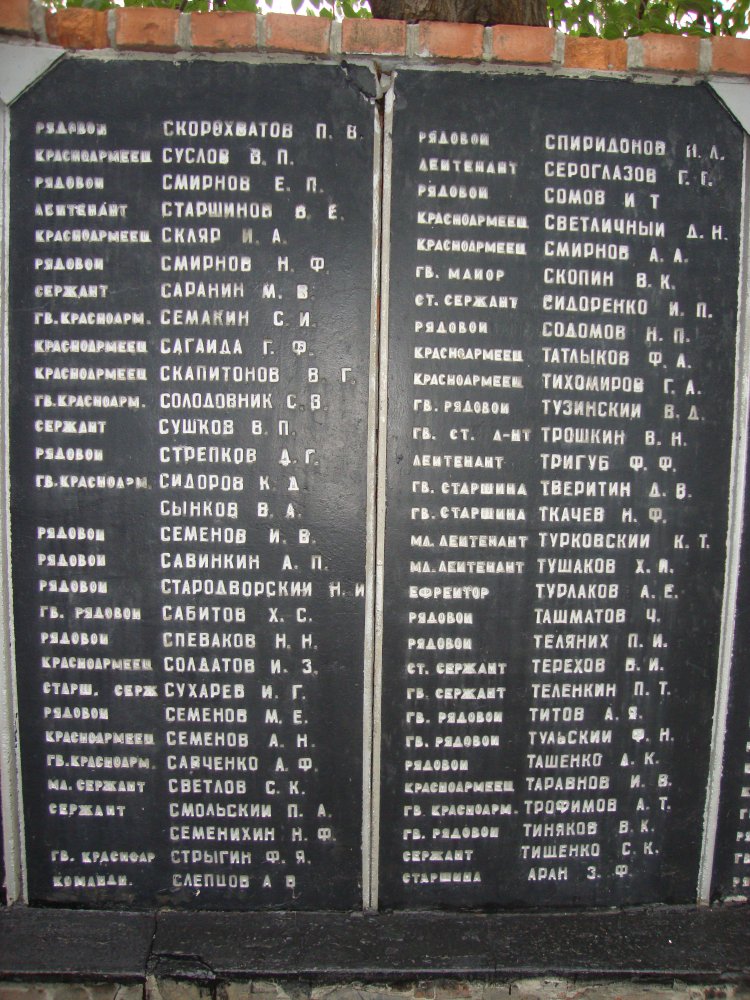 РЯДОВОЙ СКОРОХВАТОВ П. В.
КРАСНОАРМЕЕЦ СУСЛОВ В. П.
РЯДОВОЙ СМИРНОВ Е. П.
ЛЕЙТЕНАНТ СТАРШИНОВ В. Е.
КРАСНОАРМЕЕЦ СКЛЯР И. А.
РЯДОВОЙ СМИРНОВ Н. Ф.
СЕРЖАНТ САРАНИН М. В.
ГВ. КРАСНОАРМ. СЕМАКИН С. И
КРАСНОАРМЕЕЦ САГАЙДА Г. Ф.
КРАСНОАРМЕЕЦ СКАПИТОНОВ В Г.
ГВ. КРАСНОАРМ. СОЛОДОВНИК С. В.
СЕРЖАНТ СУШКОВ В. П.
РЯДОВОЙ СТРЕПКОВ Д. Г.
ГВ. КРАСНОАРМ. СИДОРОВ К. Д
СЫНКОВ В. А.
РЯДОВОЙ СЕМЕНОВ И. В.
РЯДОВОЙ САВИНКИН А. П.
РЯДОВОЙ СТАРОДВОРСКИЙ Н. И
ГВ. РЯДОВОЙ САБИТОВ Х. С.
РЯДОВОЙ СПЕВАКОВ Н. Н.
КРАСНОАРМЕЕЦ СОЛДАТОВ И. З.
СТАРШ. СЕРЖ СУХАРЕВ И. Г.
РЯДОВОЙ СЕМЕНОВ М. Е.
КРАСНОАРМЕЕЦ СЕМЕНОВ А. Н.
ГВ. КРАСНОАРМ. САВЧЕНКО А. Ф.
МЛ. СЕРЖАНТ СВЕТЛОВ С. К.
СЕРЖАНТ СМОЛЬСКИЙ П. А.
СЕМЕНИХИН Н. Ф.
ГВ. КРАСНОАР СТРЫГИН Ф. Я.
КОМАНДИ. СЛЕПЦОВ А В
РЯДОВОЙ СПИРИДОНОВ И. Л.
ЛЕЙТЕНАНТ СЕРОГЛАЗОВ Г. Г.
РЯДОВОЙ СОМОВ И Т
КРАСНОАРМЕЕЦ СВЕТЛИЧНЫЙ Д. Н.
КРАСНОАРМЕЕЦ СМИРНОВ А. А.
ГВ. МАЙОР СКОПИН В. К.
СТ. СЕРЖАНТ СИДОРЕНКО И. П.
РЯДОВОЙ СОДОМОВ Н. П.
КРАСНОАРМЕЕЦ ТАТЛЫКОВ Ф. А.
КРАСНОАРМЕЕЦ ТИХОМИРОВ Г. А.
ГВ. РЯДОВОЙ ТУЗИНСКИЙ В. Д.
ГВ. СТ. Л-НТ ТРОШКИН В. Н.
ЛЕЙТЕНАНТ ТРИГУБ Ф. Ф.
ГВ. СТАРШИНА ТВЕРИТИН Д. В.
ГВ. СТАРШИНА ТКАЧЕВ Н. Ф.
МЛ. ЛЕЙТЕНАНТ ТУРКОВСКИЙ К. Т.
МЛ. ЛЕЙТЕНАНТ ТУШАКОВ Х. И.
ЕФРЕЙТОР ТУРЛАКОВ А. Е.
РЯДОВОЙ ТАШМАТОВ Ч.
РЯДОВОЙ ТЕЛЯНИХ П. И.
СТ. СЕРЖАНТ ТЕРЕХОВ В. И.
ГВ. СЕРЖАНТ ТЕЛЕНКИН П. Т.
ГВ. РЯДОВОЙ ТИТОВ А. Я.
ГВ. РЯДОВОЙ ТУЛЬСКИЙ Ф. Н
РЯДОВОЙ ТАЩЕНКО Д. К.
КРАСНОАРМЕЕЦ ТАРАВНОВ И. В.
ГВ. КРАСНОАРМ. ТРОФИМОВ А. Т.
ГВ. РЯДОВОЙ ТИНЯКОВ В. К.
СЕРЖАНТ ТИЩЕНКО С. К.
СТАРШИНА АРАН З. Ф